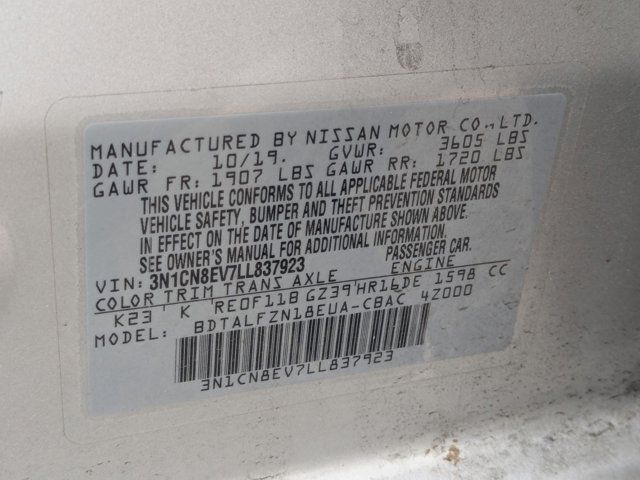 MANUFACTURED BY NISSAN MOTOR CO., LTD.
DATE: 10/19. GVWR: 3605 LBS
GAWR FR: 1907 LBS GAWR RR: 1720 LBS
THIS VEHICLE CONFORMS TO ALL APPLICABLE FEDERAL MOTOR
VEHICLE SAFETY, BUMPER AND THEFT PREVENTION STANDARDS
IN EFFECT ON THE DATE OF MANUFACTURE SHOWN ABOVE.
SEE OWNER'S MANUAL FOR ADDITIONAL INFORMATION
VIN: 3N1CN8EV7LL837923 PASSENGER CAR.
COLOR TRIM TRANS AXLE ENGINE
K23 K RE0F11B GZ39 HR16DE 1598 CC
MODEL: BDTALFZN18EUA-CBAC 4Z000
3N1CN8EV7LL837923